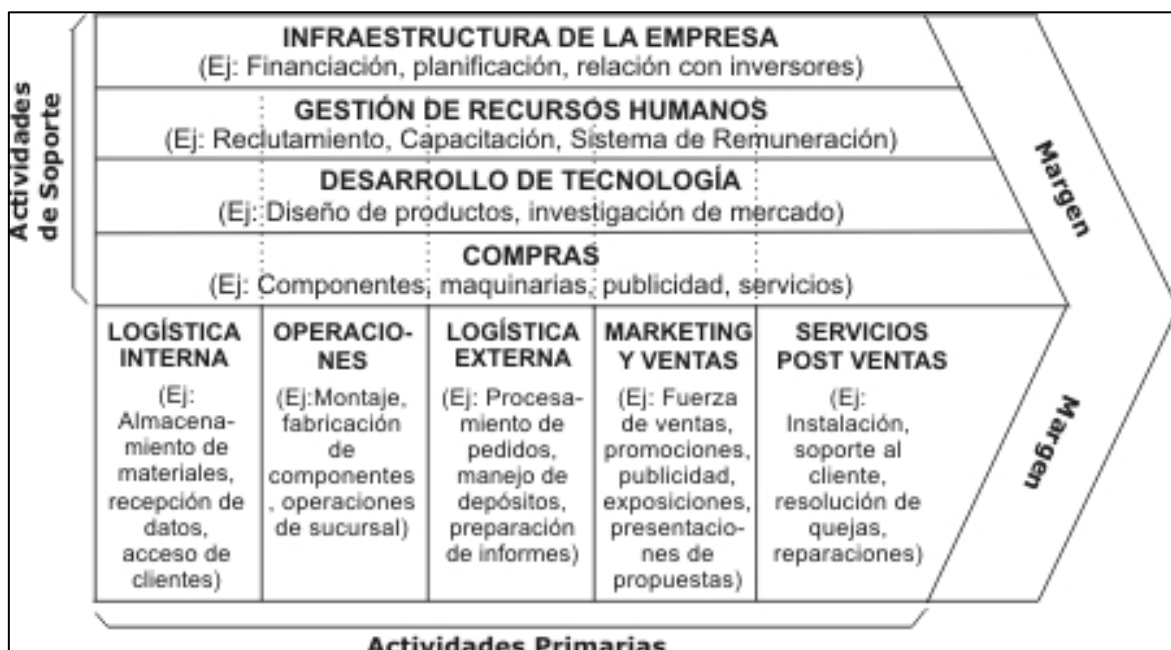 Actividades
de Soporte
INFRAESTRUCTURA DE LA EMPRESA
(Ej: Financiación, planificación, relación con inversores)
GESTIÓN DE RECURSOS HUMANOS
(Ej: Reclutamiento, Capacitación, Sistema de Remuneración)
DESARROLLO DE TECNOLOGÍA
(Ej: Diseño de productos, investigación de mercado)
COMPRAS
(Ej: Componentes, maquinarias, publicidad, servicios)
LOGÍSTICA
INTERNA
(Ej:
Almacena-
miento de
materiales,
recepción de
datos,
acceso de
clientes)
OPERACIO-
NES
(Ej:Montaje,
fabricación
de
componentes
, operaciones
de sucursal)
LOGÍSTICA
EXTERNA
(Ej: Procesa-
miento de
pedidos,
manejo de
depósitos,
preparación
de informes)
MARKETING
Y VENTAS
(Ej: Fuerza
de ventas,
promociones,
publicidad,
exposiciones,
presentacio-
nes de
propuestas)
SERVICIOS
POST VENTAS
(Ej:
Instalación,
soporte al
cliente,
resolución de
quejas,
reparaciones)
Margen
Margen
Actividades Primarias